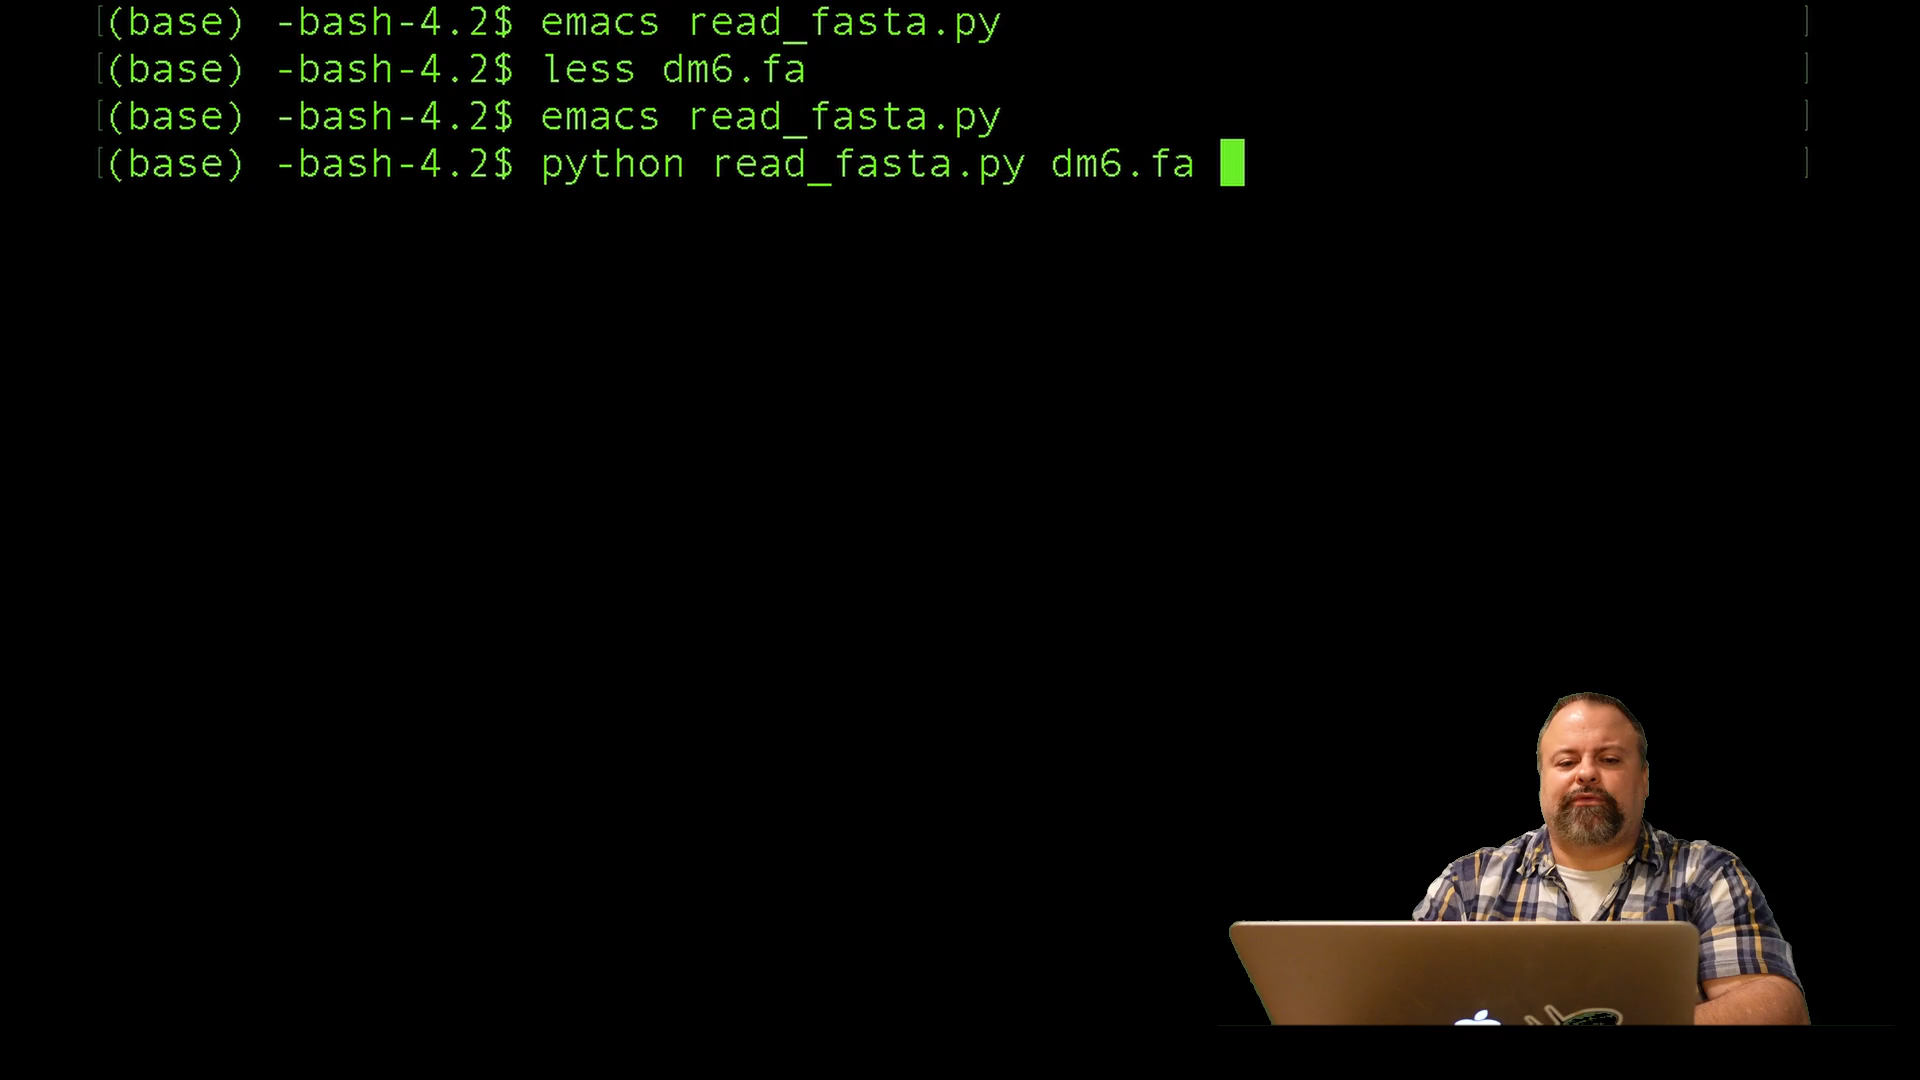 [(base) -bash-4.2$ emacs read_fasta.py ]
[(base) -bash-4.2$ less dm6.fa ]
[(base) -bash-4.2$ emacs read_fasta.py ]
[(base) -bash-4.2$ python read_fasta.py dm6.fa ]